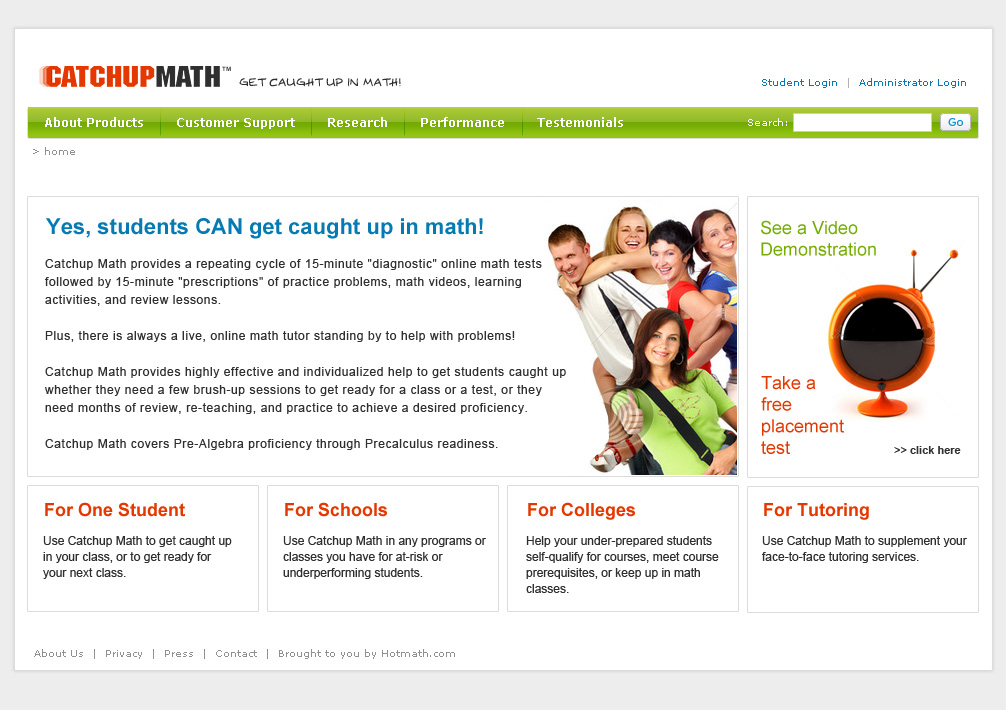 CATCHUPMATH™ GET CAUGHT UP IN MATH!
Student Login | Administrator Login
About Products Customer Support Research Performance Testemonials Search: Go
> home
Yes, students CAN get caught up in math!
Catchup Math provides a repeating cycle of 15-minute "diagnostic" online math tests
followed by 15-minute "prescriptions" of practice problems, math videos, learning
activities, and review lessons.
Plus, there is always a live, online math tutor standing by to help with problems!
Catchup Math provides highly effective and individualized help to get students caught up
whether they need a few brush-up sessions to get ready for a class or a test, or they
need months of review, re-teaching, and practice to achieve a desired proficiency.
Catchup Math covers Pre-Algebra proficiency through Precalculus readiness.
See a Video
Demonstration
Take a
free
placement
test
>> click here
For One Student
Use Catchup Math to get caught up
in your class, or to get ready for
your next class.
For Schools
Use Catchup Math in any programs or
classes you have for at-risk or
underperforming students.
For Colleges
Help your under-prepared students
self-qualify for courses, meet course
prerequisites, or keep up in math
classes.
For Tutoring
Use Catchup Math to supplement your
face-to-face tutoring services.
About Us | Privacy | Press | Contact | Brought to you by Hotmath.com